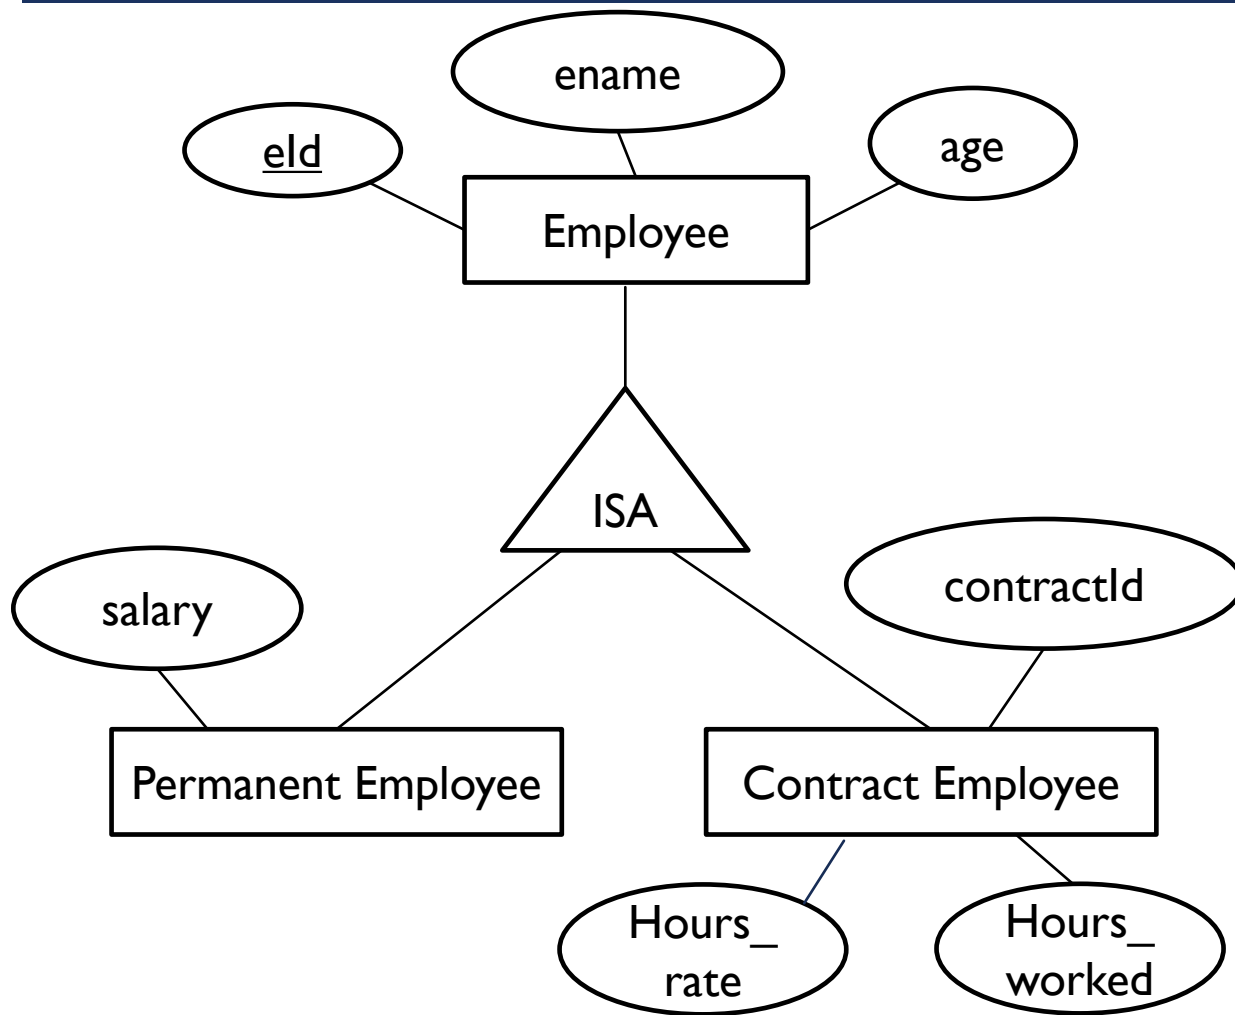 ename
eId
age
Employee
ISA
contractId
salary
Permanent Employee
Contract Employee
Hours_
rate
Hours_
worked